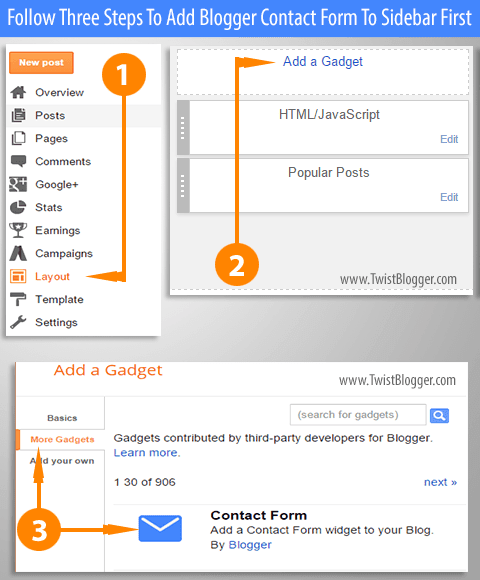 Follow Three Steps To Add Blogger Contact Form To Sidebar First
New post
1
Overview
Posts
Pages
Comments
Google+
Stats
Earnings
Campaigns
Layout
Template
Settings
Add a Gadget
HTML/JavaScript
Edit
Popular Posts
Edit
2
www.TwistBlogger.com
Add a Gadget
www.TwistBlogger.com
Basics
More Gadgets
Add your own
3
(search for gadgets)
Gadgets contributed by third-party developers for Blogger.
Learn more.
1 30 of 906
next »
Contact Form
Add a Contact Form widget to your Blog.
By Blogger